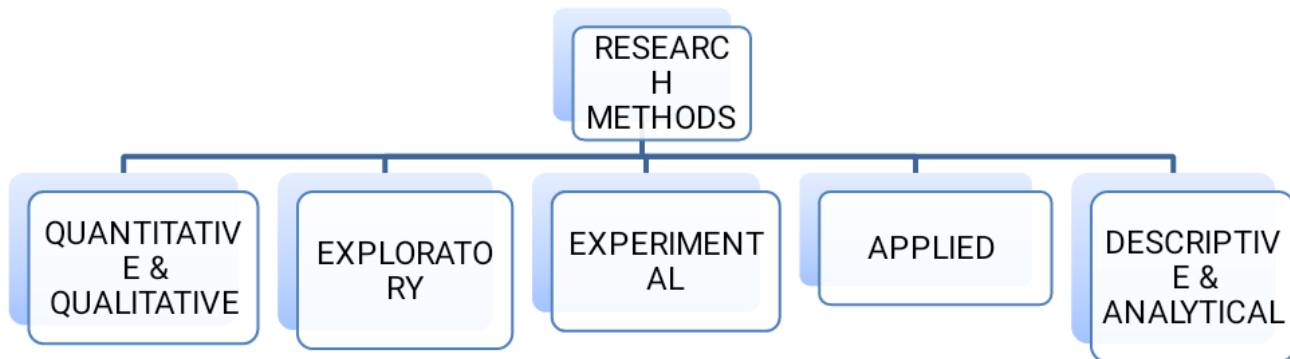 RESEARC
H
METHODS
QUANTITATIV
E &
QUALITATIVE
EXPLORATO
RY
EXPERIMENT
AL
APPLIED
DESCRIPTIV
E &
ANALYTICAL